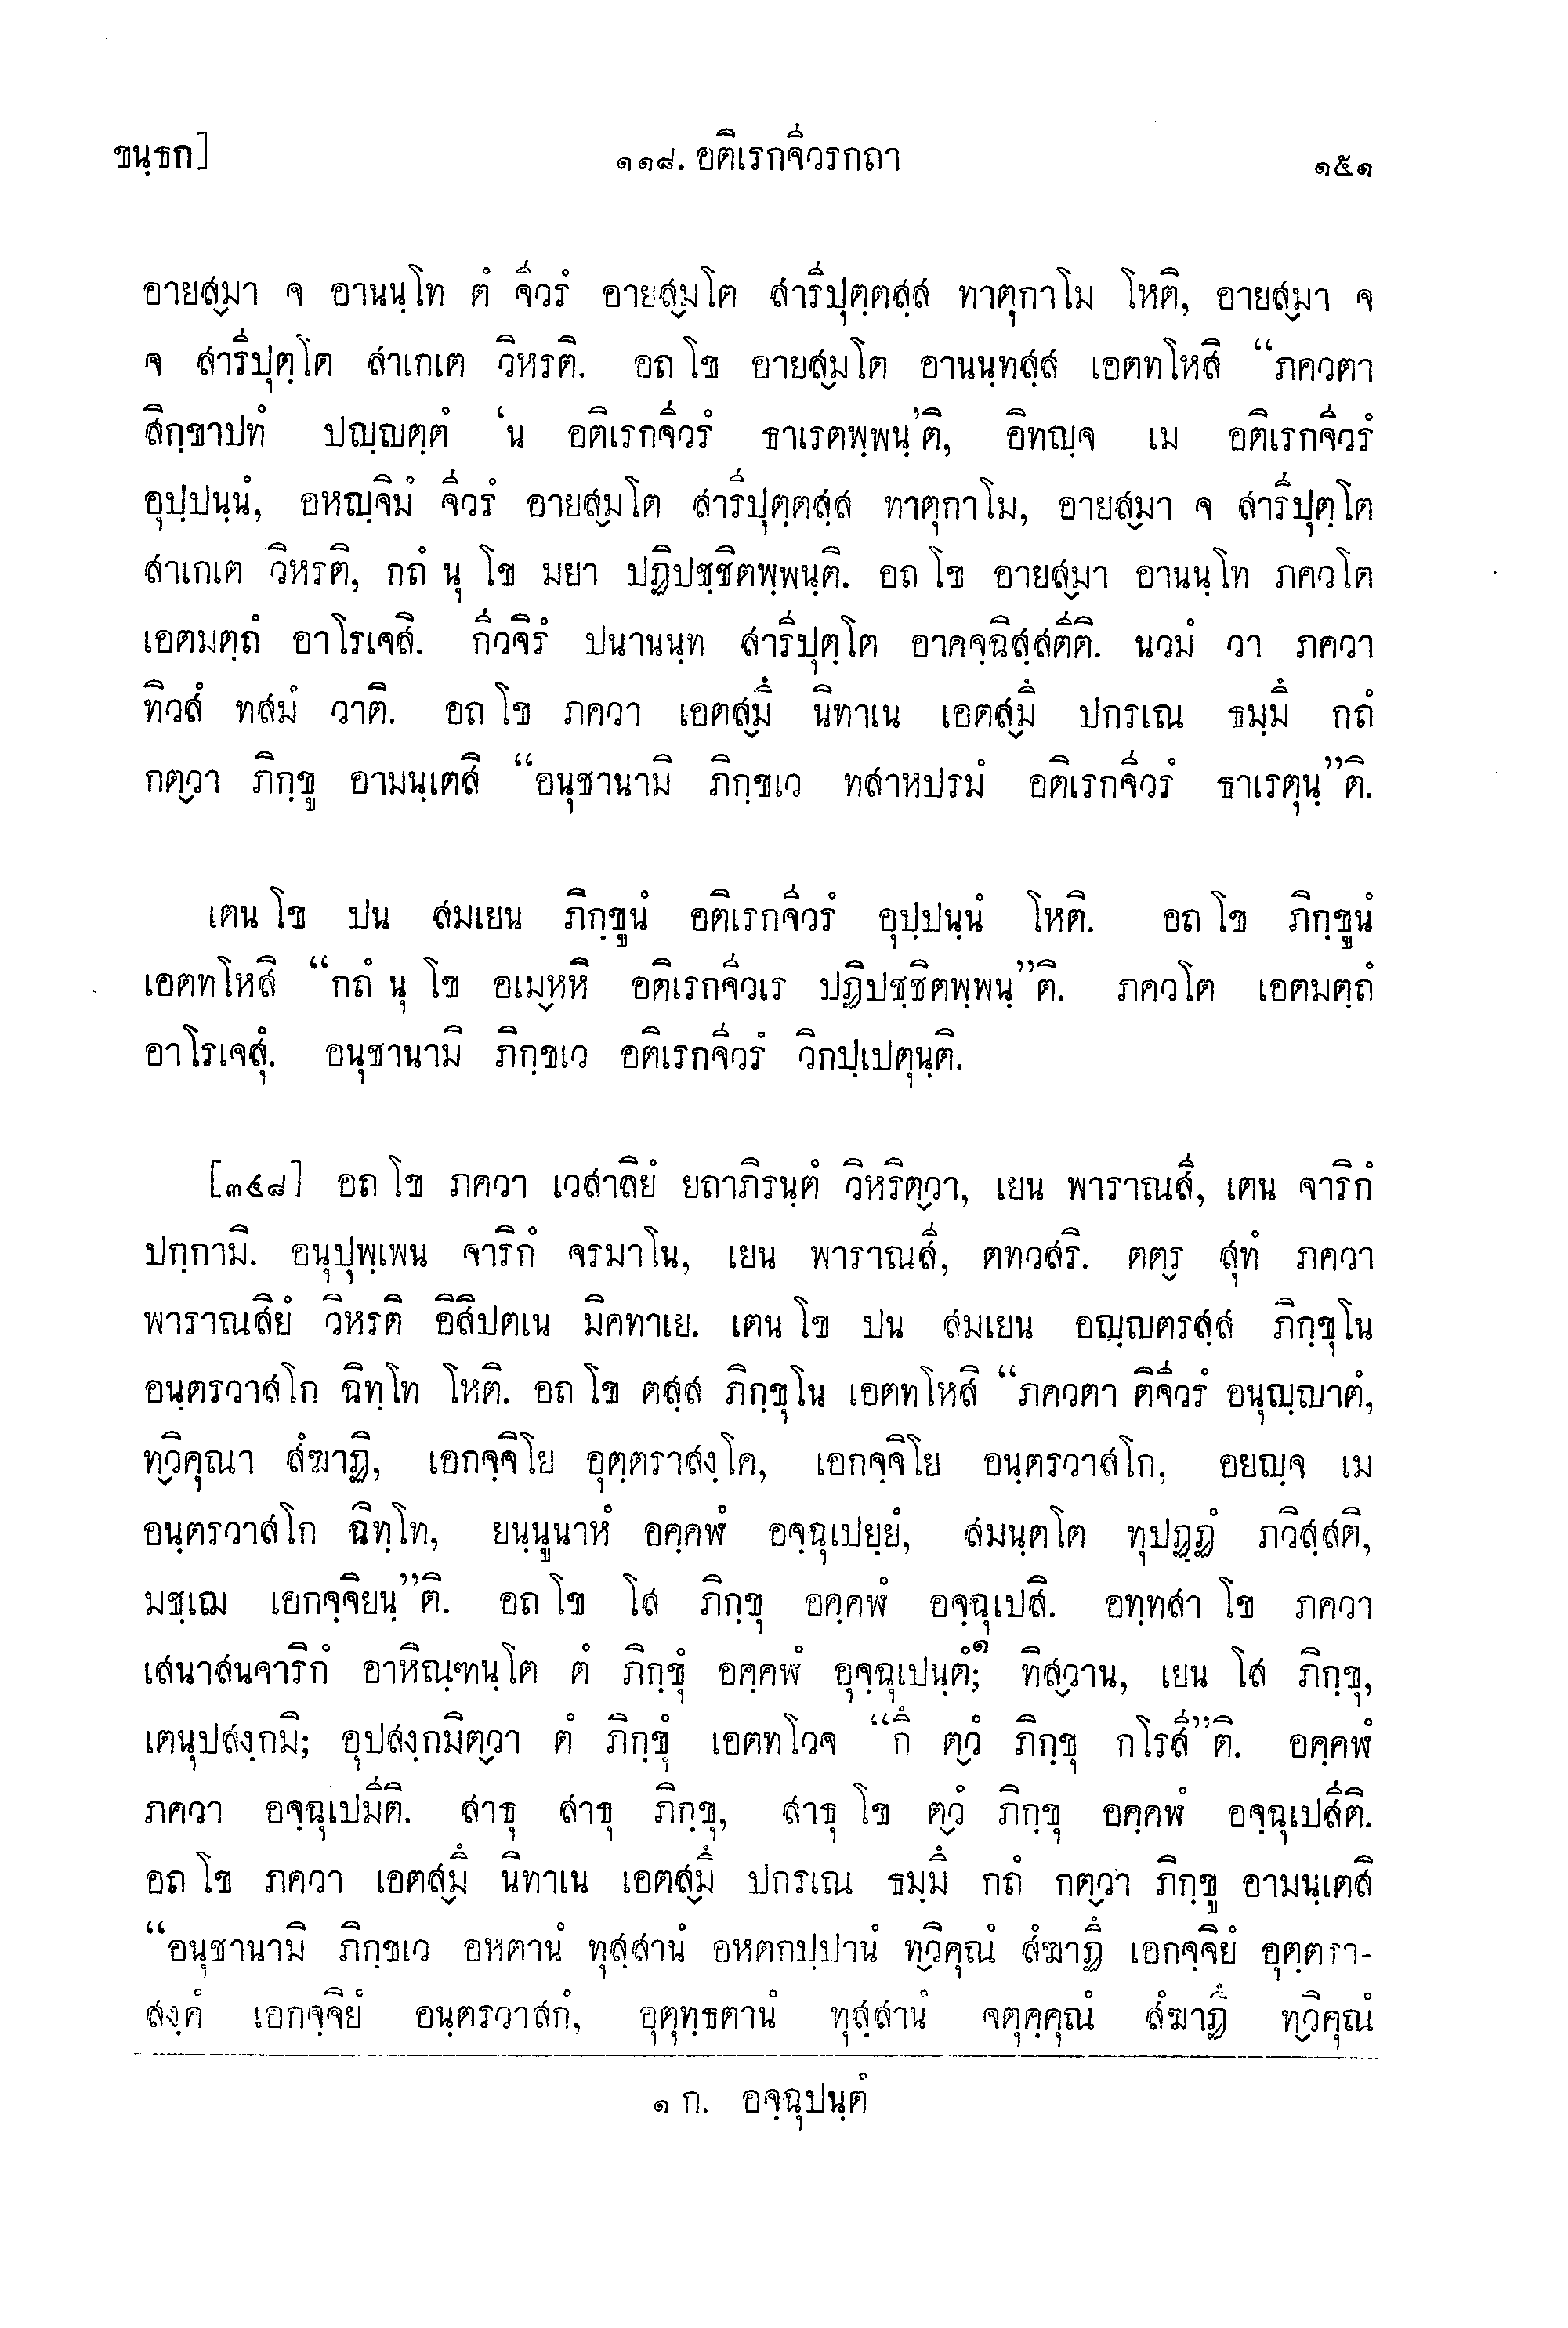 ขนฺธก]
๑๑๘. อติเรกจีวรกถา
๑๕๑
อายสฺมา จ อานนฺโท ตํ จีวรํ อายสฺมโต สารีปุตฺตสฺส ทาตุกาโม โหติ, อายสฺมา จ
จ สารีปุตฺโต สาเกเต วิหรติ. อถ โข อายสฺมโต อานนฺทสฺส เอตทโหสิ “ภควตา
สิกฺขาปทํ ปญฺญตฺตํ ‘น อติเรกจีวรํ ธาเรตพฺพนฺ’ติ, อิทญฺจ เม อติเรกจีวรํ
อุปฺปนฺนํ, อหญฺจิมํ จีวรํ อายสฺมโต สารีปุตฺตสฺส ทาตุกาโม, อายสฺมา จ สารีปุตฺโต
สาเกเต วิหรติ, กถํ นุ โข มยา ปฏิปชฺชิตพฺพนฺติ. อถ โข อายสฺมา อานนฺโท ภควโต
เอตมตฺถํ อาโรเจสิ. กีวจิรํ ปนานนฺท สารีปุตฺโต อาคจฺฉิสฺสตีติ. นวมํ วา ภควา
ทิวสํ ทสมํ วาติ. อถ โข ภควา เอตสฺมึ นิทาเน เอตสฺมึ ปกรเณ ธมฺมึ กถํ
กตฺวา ภิกฺขู อามนฺเตสิ “อนุชานามิ ภิกฺขเว ทสาหปรมํ อติเรกจีวรํ ธาเรตุนฺ”ติ.
เตน โข ปน สมเยน ภิกฺขูนํ อติเรกจีวรํ อุปฺปนฺนํ โหติ. อถ โข ภิกฺขูนํ
เอตทโหสิ “กถํ นุ โข อเมฺหหิ อติเรกจีวเร ปฏิปชฺชิตพฺพนฺ”ติ. ภควโต เอตมตฺถํ
อาโรเจสุํ. อนุชานามิ ภิกฺขเว อติเรกจีวรํ วิกปฺเปตุนฺติ.
[๓๔๘] อถ โข ภควา เวสาลิยํ ยถาภิรนฺตํ วิหริตฺวา, เยน พาราณสี, เตน จาริกํ
ปกฺกามิ. อนุปุพฺเพน จาริกํ จรมาโน, เยน พาราณสี, ตทวสริ. ตตฺร สุทํ ภควา
พาราณสิยํ วิหรติ อิสิปตเน มิคทาเย. เตน โข ปน สมเยน อญฺญตรสฺส ภิกฺขุโน
อนฺตรวาสโก ฉิทฺโท โหติ. อถ โข ตสฺส ภิกฺขุโน เอตทโหสิ “ภควตา ติจีวรํ อนุญฺญาตํ,
ทฺวิคุณา สํฆาฏิ, เอกจฺจิโย อุตฺตราสงฺโค, เอกจฺจิโย อนฺตรวาสโก, อยญฺจ เม
อนฺตรวาสโก ฉิทฺโท, ยนฺนูนาหํ อคฺคฬํ อจฺฉุเปยฺยํ, สมนฺตโต ทุปฏฺฏํ ภวิสฺสติ,
มชฺเฌ เอกจฺจิยนฺ”ติ. อถ โข โส ภิกฺขุ อคฺคฬํ อจฺฉุเปสิ. อทฺทสา โข ภควา
เสนาสนจาริกํ อาหิณฺฑนฺโต ตํ ภิกฺขุํ อคฺคฬํ อุจฺฉุเปนฺตํ;๑ ทิสฺวาน, เยน โส ภิกฺขุ,
เตนุปสงฺกมิ; อุปสงฺกมิตฺวา ตํ ภิกฺขุํ เอตทโวจ “กึ ตฺวํ ภิกฺขุ กโรสี”ติ. อคฺคฬํ
ภควา อจฺฉุเปมีติ. สาธุ สาธุ ภิกฺขุ, สาธุ โข ตฺวํ ภิกฺขุ อคฺคฬํ อจฺฉุเปสีติ.
อถ โข ภควา เอตสฺมึ นิทาเน เอตสฺมึ ปกรเณ ธมฺมึ กถํ กตฺวา ภิกฺขู อามนฺเตสิ
“อนุชานามิ ภิกฺขเว อหตานํ ทุสฺสานํ อหตกปฺปานํ ทฺวิคุณํ สํฆาฏึ เอกจฺจิยํ อุตฺตรา-
สงฺคํ เอกจฺจิยํ อนฺตรวาสกํ, อุตุทฺธตานํ ทุสฺสานํ จตุคฺคุณํ สํฆาฏึ ทฺวิคุณํ
๑ ก. อจฺฉุปนฺตํ